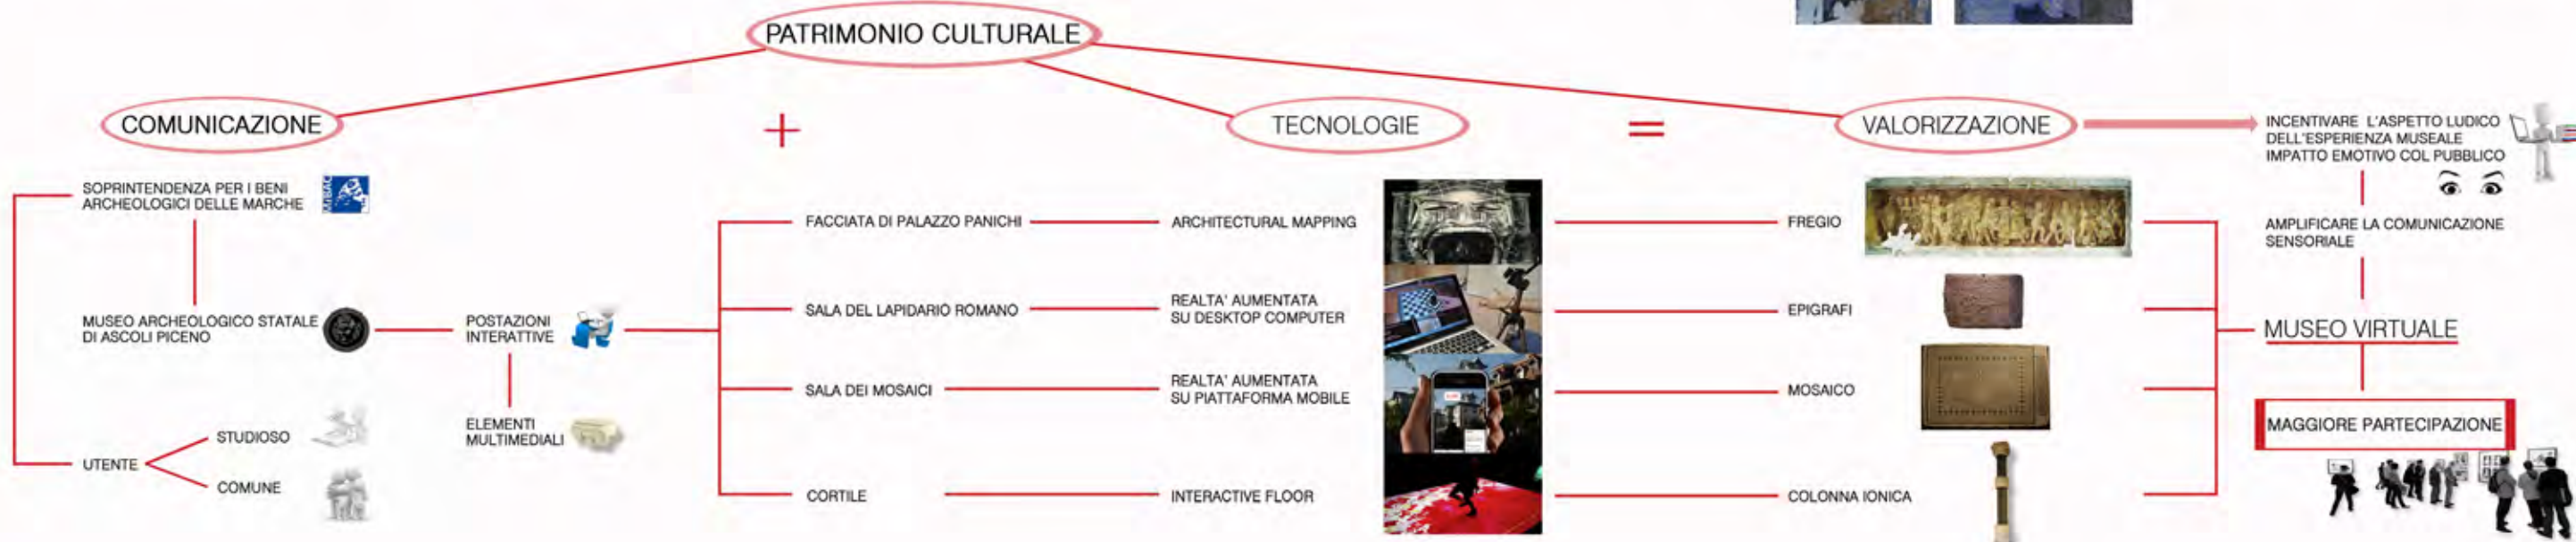 PATRIMONIO CULTURALE
COMUNICAZIONE
+
TECNOLOGIE
=
VALORIZZAZIONE
INCENTIVARE L'ASPETTO LUDICO
DELL'ESPERIENZA MUSEALE
IMPATTO EMOTIVO COL PUBBLICO
SOPRINTENDENZA PER I BENI
ARCHEOLOGICI DELLE MARCHE
MIBAC
FACCIATA DI PALAZZO PANICHI
ARCHITECTURAL MAPPING
FREGIO
AMPLIFICARE LA COMUNICAZIONE
SENSORIALE
MUSEO ARCHEOLOGICO STATALE
DI ASCOLI PICENO
POSTAZIONI
INTERATTIVE
SALA DEL LAPIDARIO ROMANO
REALTA' AUMENTATA
SU DESKTOP COMPUTER
EPIGRAFI
MUSEO VIRTUALE
ELEMENTI
MULTIMEDIALI
SALA DEI MOSAICI
REALTA' AUMENTATA
SU PIATTAFORMA MOBILE
MOSAICO
MAGGIORE PARTECIPAZIONE
UTENTE
STUDIOSO
COMUNE
CORTILE
INTERACTIVE FLOOR
COLONNA IONICA